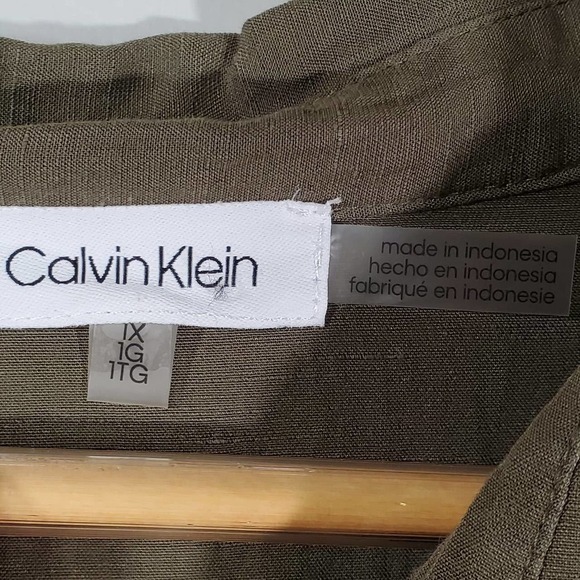 Calvin Klein
made in indonesia
hecho en indonesia
fabriqué en indonesie
1X
1G
1TG